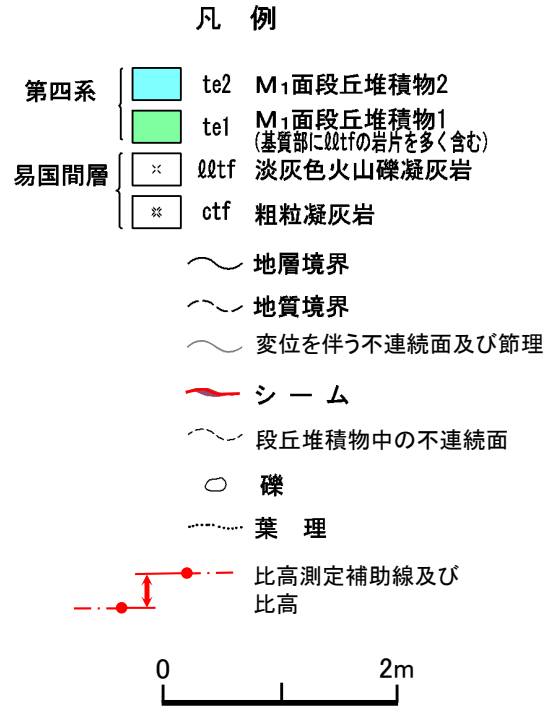 凡 例
第四系
te2 M₁面段丘堆積物2
te1 M₁面段丘堆積物1
(基質部にℓℓtfの岩片を多く含む)
易国間層
ℓℓtf 淡灰色火山礫凝灰岩
ctf 粗粒凝灰岩
地層境界
地質境界
変位を伴う不連続面及び節理
シ ー ム
段丘堆積物中の不連続面
礫
葉 理
比高測定補助線及び
比高
0 2m